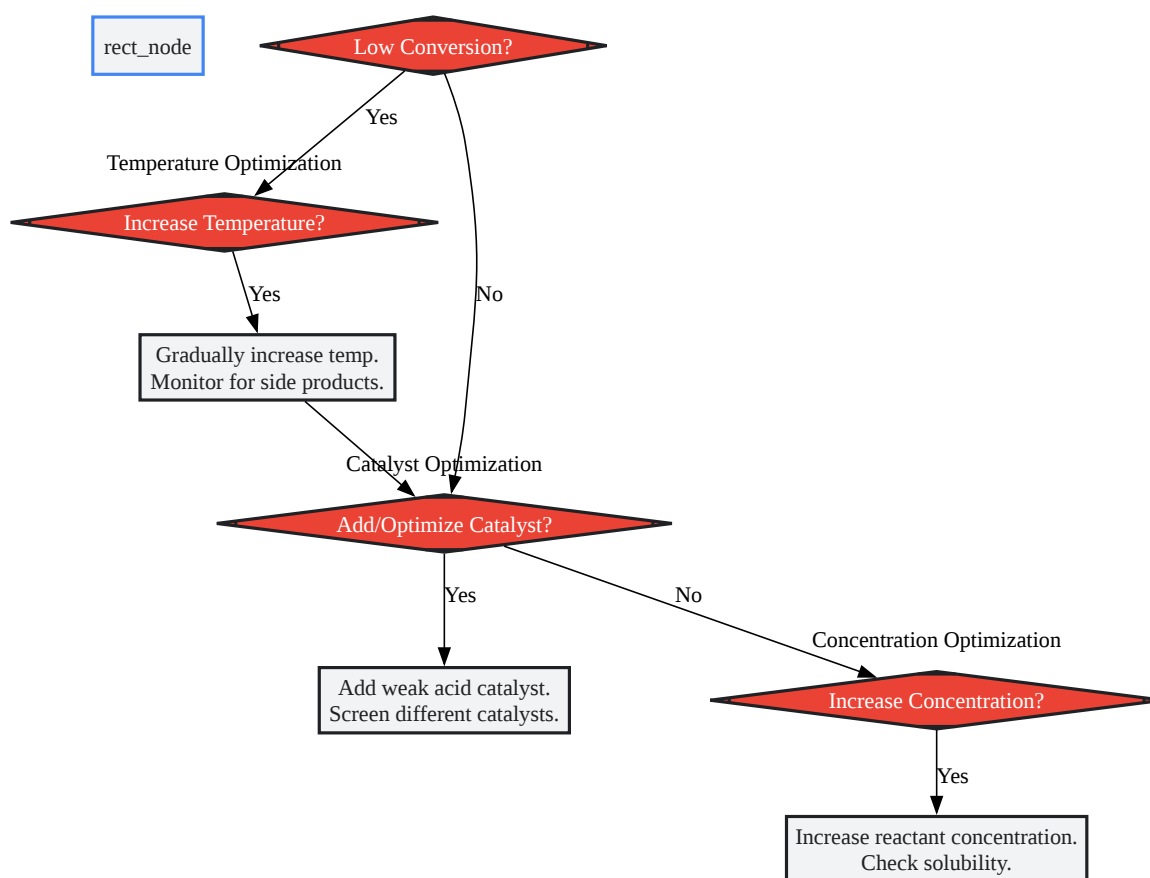 rect_node
Low Conversion?
Yes
Temperature Optimization
Increase Temperature?
Yes
No
Gradually increase temp.
Monitor for side products.
Catalyst Optimization
Add/Optimize Catalyst?
Yes
No
Concentration Optimization
Add weak acid catalyst.
Screen different catalysts.
Increase Concentration?
Yes
Increase reactant concentration.
Check solubility.